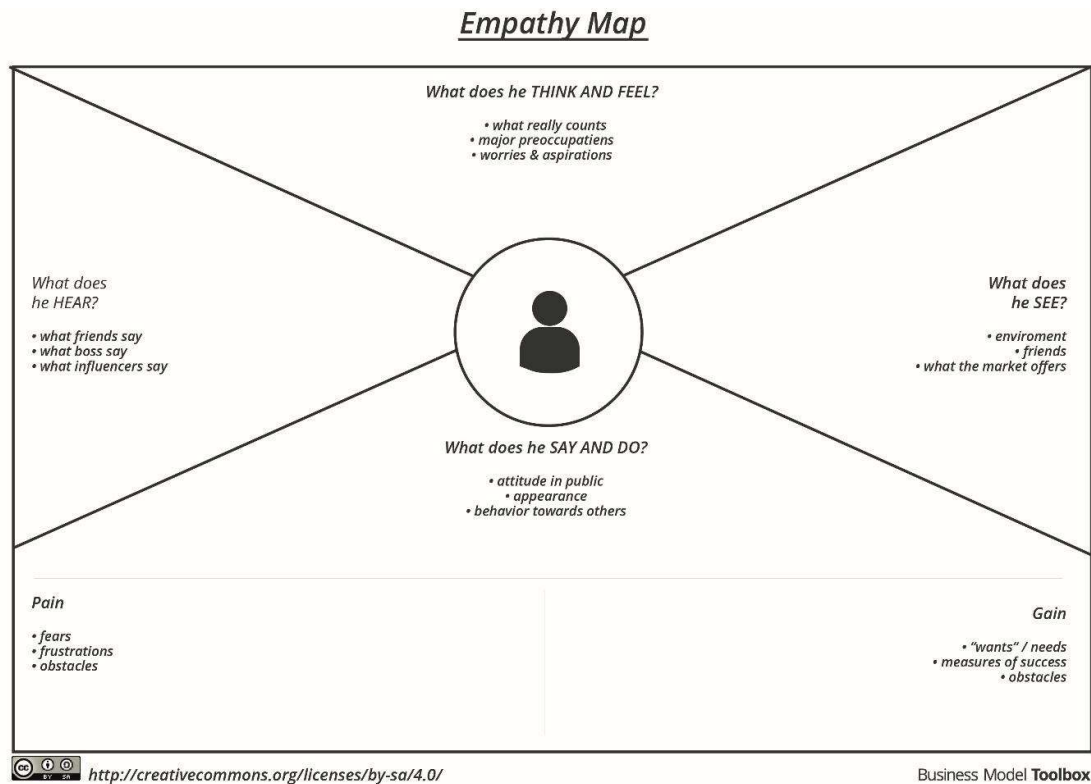 Empathy Map
What does he THINK AND FEEL?
• what really counts
• major preoccupatiens
• worries & aspirations
What does
he HEAR?
• what friends say
• what boss say
• what influencers say
What does
he SEE?
• enviroment
• friends
• what the market offers
What does he SAY AND DO?
• attitude in public
• appearance
• behavior towards others
Pain
• fears
• frustrations
• obstacles
Gain
• “wants” / needs
• measures of success
• obstacles
cc BY SA
http://creativecommons.org/licenses/by-sa/4.0/
Business Model Toolbox